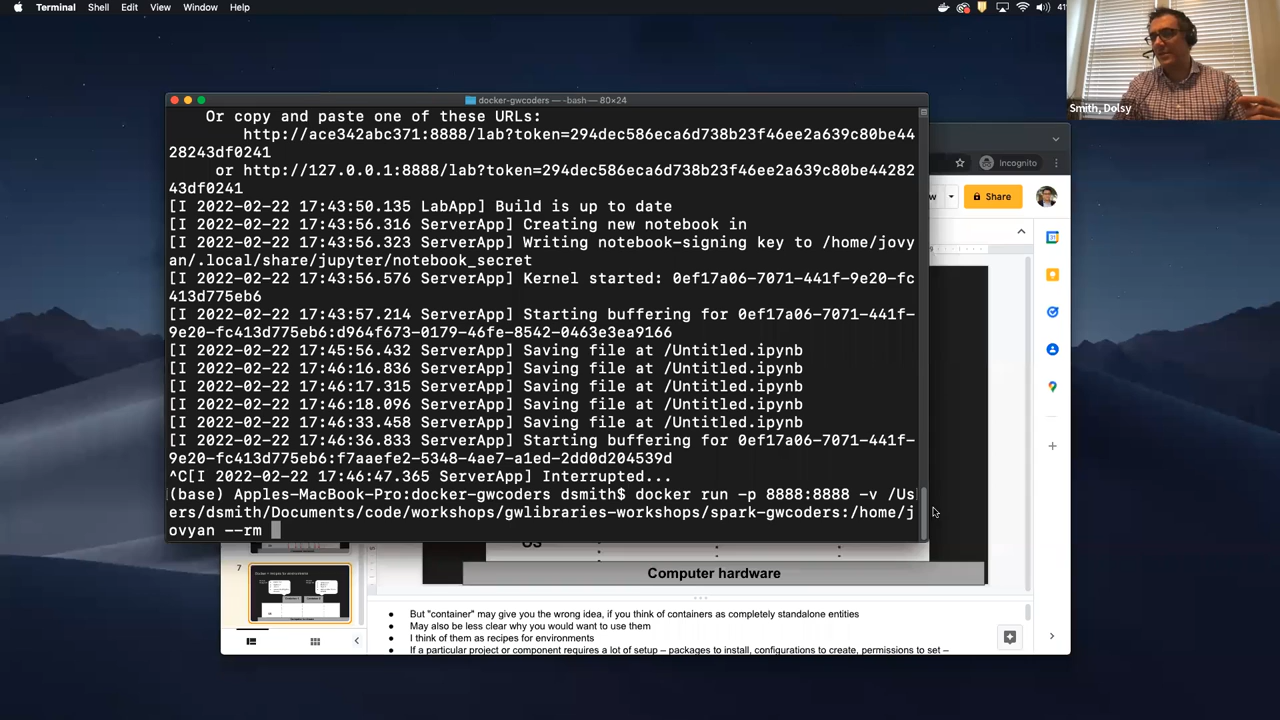 Terminal Shell Edit View Window Help
41
Smith, Dolsy
docker-gwcoders — -bash — 80×24
Or copy and paste one of these URLs:
http://ace342abc371:8888/lab?token=294dec586eca6d738b23f46ee2a639c80be44
28243df0241
or http://127.0.0.1:8888/lab?token=294dec586eca6d738b23f46ee2a639c80be44282
43df0241
[I 2022-02-22 17:43:50.135 LabApp] Build is up to date
[I 2022-02-22 17:43:56.316 ServerApp] Creating new notebook in
[I 2022-02-22 17:43:56.323 ServerApp] Writing notebook-signing key to /home/jovy
an/.local/share/jupyter/notebook_secret
[I 2022-02-22 17:43:56.576 ServerApp] Kernel started: 0ef17a06-7071-441f-9e20-fc
413d775eb6
[I 2022-02-22 17:43:57.214 ServerApp] Starting buffering for 0ef17a06-7071-441f-
9e20-fc413d775eb6:d964f673-0179-46fe-8542-0463e3ea9166
[I 2022-02-22 17:45:56.432 ServerApp] Saving file at /Untitled.ipynb
[I 2022-02-22 17:46:16.836 ServerApp] Saving file at /Untitled.ipynb
[I 2022-02-22 17:46:17.315 ServerApp] Saving file at /Untitled.ipynb
[I 2022-02-22 17:46:18.096 ServerApp] Saving file at /Untitled.ipynb
[I 2022-02-22 17:46:33.458 ServerApp] Saving file at /Untitled.ipynb
[I 2022-02-22 17:46:36.833 ServerApp] Starting buffering for 0ef17a06-7071-441f-
9e20-fc413d775eb6:f7aaefe2-5348-4ae7-a1ed-2dd0d204539d
^C[I 2022-02-22 17:46:47.365 ServerApp] Interrupted...
(base) Apples-MacBook-Pro:docker-gwcoders dsmith$ docker run -p 8888:8888 -v /Us
ers/dsmith/Documents/code/workshops/gwlibraries-workshops/spark-gwcoders:/home/j
ovyan --rm
Incognito
w
Share
OS
Computer hardware
7
But "container" may give you the wrong idea, if you think of containers as completely standalone entities
May also be less clear why you would want to use them
I think of them as recipes for environments
If a particular project or component requires a lot of setup – packages to install, configurations to create, permissions to set –